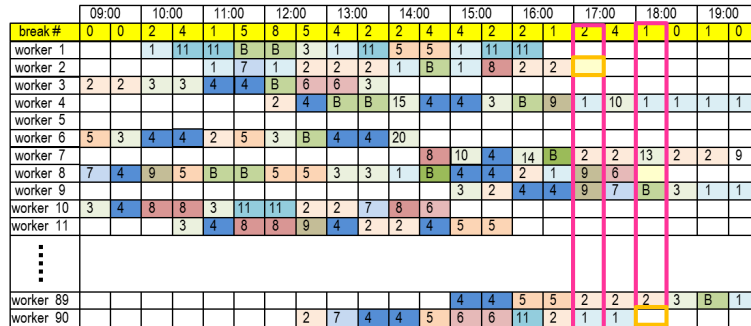 09:00 10:00 11:00 12:00 13:00 14:00 15:00 16:00 17:00 18:00 19:00
break # 0 0 2 4 1 5 8 5 4 2 2 4 4 2 2 1 2 4 1 0 1 0
worker 1 1 11 11 B B 3 1 11 5 5 1 11 11
worker 2 1 7 1 2 2 2 1 B 1 8 2 2
worker 3 2 2 3 3 4 4 B 6 6 3
worker 4 2 4 B B 15 4 4 3 B 9 1 10 1 1 1 1
worker 5
worker 6 5 3 4 4 2 5 3 B 4 4 20
worker 7 8 10 4 14 B 2 2 13 2 2 9
worker 8 7 4 9 5 B B 5 5 3 3 1 B 4 4 2 1 9 6
worker 9 3 2 4 4 9 7 B 3 1 1
worker 10 3 4 8 8 3 11 11 2 2 7 8 6
worker 11 3 4 8 8 9 4 2 2 4 5 5
worker 89 4 4 5 5 2 2 2 3 B 1
worker 90 2 7 4 4 5 6 6 11 2 1 1